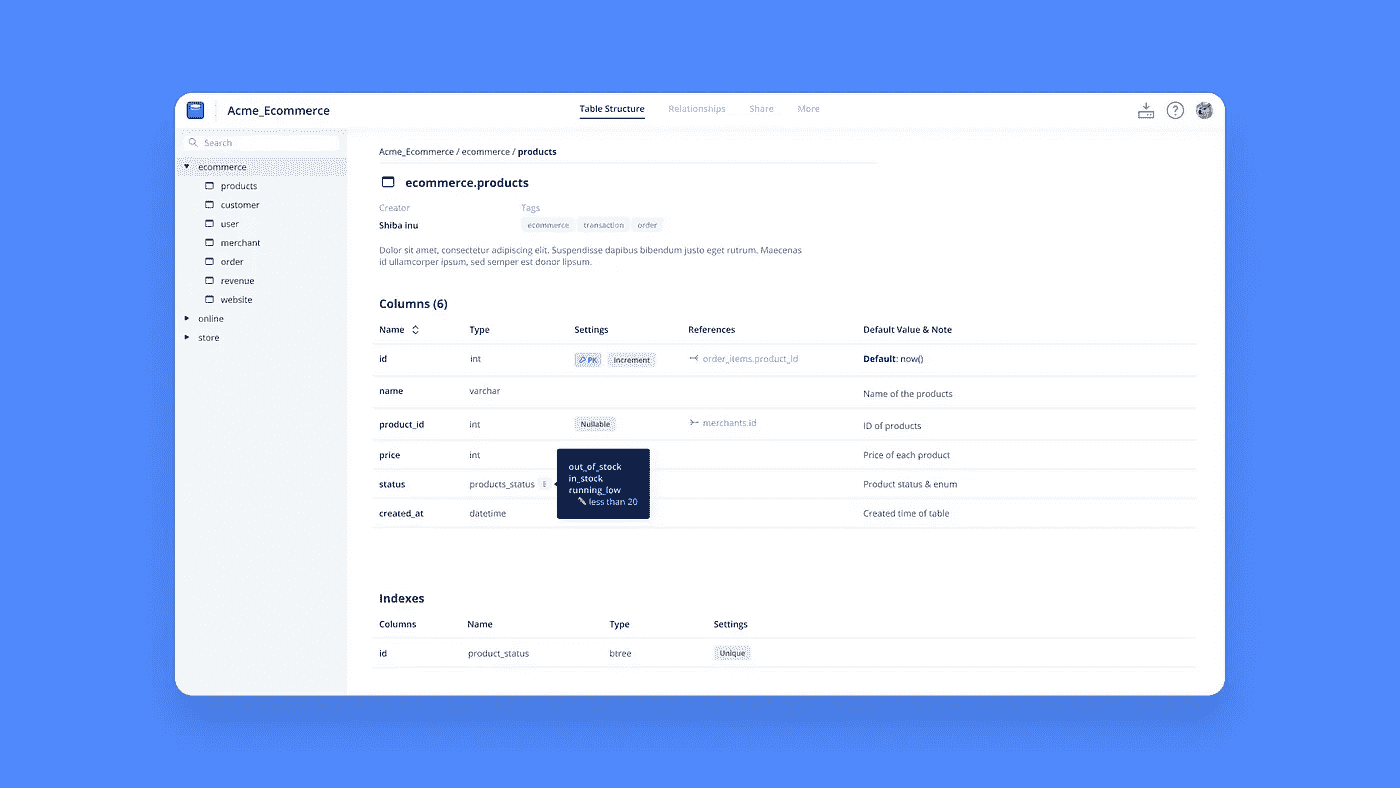 Acme_Ecommerce
Table Structure Relationships Share More
?
Search
ecommerce
products
customer
user
merchant
order
revenue
website
online
store
Acme_Ecommerce / ecommerce / products
ecommerce.products
Creator Tags
Shiba inu ecommerce transaction order
Dolor sit amet, consectetur adipiscing elit. Suspendisse dapibus bibendum justo eget rutrum. Maecenas
id ullamcorper ipsum, sed semper est donor lipsum.
Columns (6)
Name Type Settings References Default Value & Note
id int PK Increment order_items.product_id Default: now()
name varchar Name of the products
product_id int Nullable merchants.id ID of products
price int Price of each product
status products_status E Product status & enum
out_of_stock
in_stock
running_low
less than 20
created_at datetime Created time of table
Indexes
Columns Name Type Settings
id product_status btree Unique